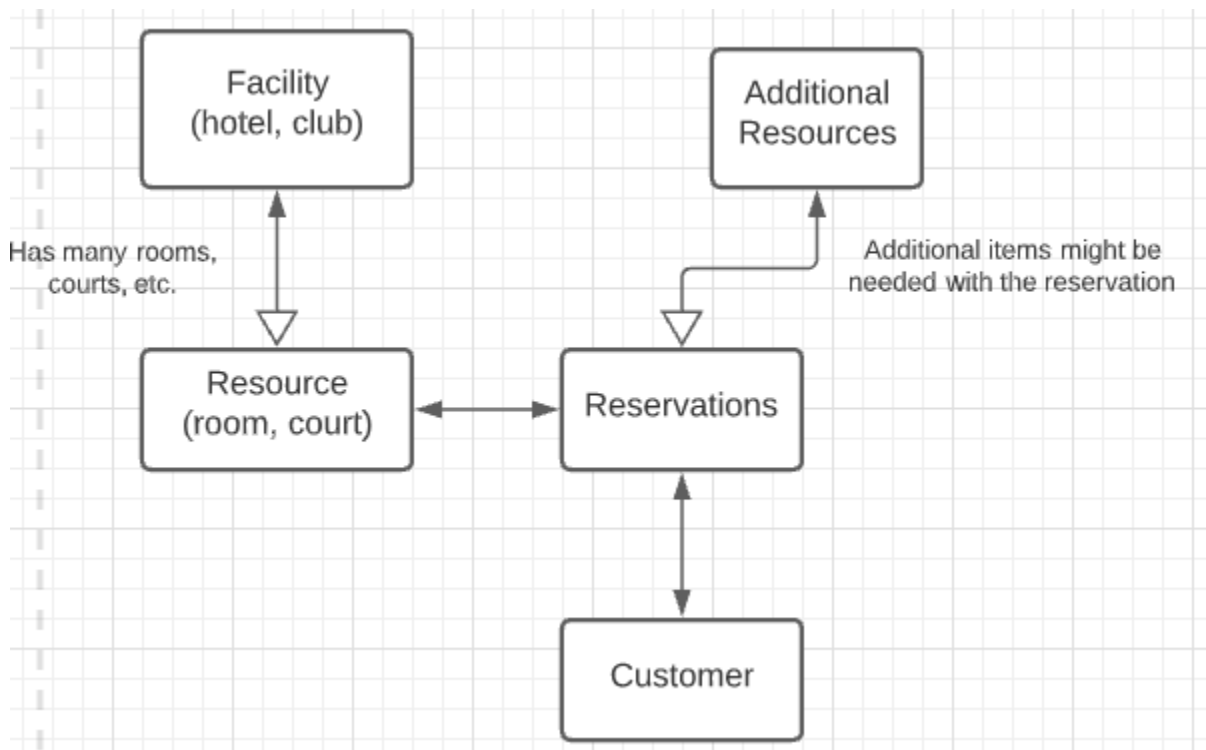 Facility
(hotel, club)
Additional
Resources
Has many rooms,
courts, etc.
Additional items might be
needed with the reservation
Resource
(room, court)
Reservations
Customer